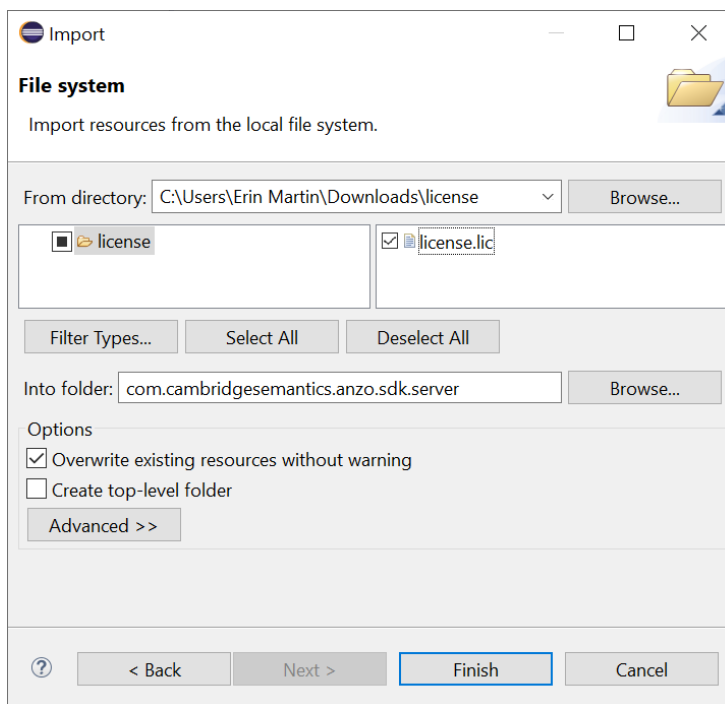 Import
File system
Import resources from the local file system.
From directory: C:\Users\Erin Martin\Downloads\license Browse...
license license.lic
Filter Types... Select All Deselect All
Into folder: com.cambridgesemantics.anzo.sdk.server Browse...
Options
Overwrite existing resources without warning
Create top-level folder
Advanced >>
? < Back Next > Finish Cancel